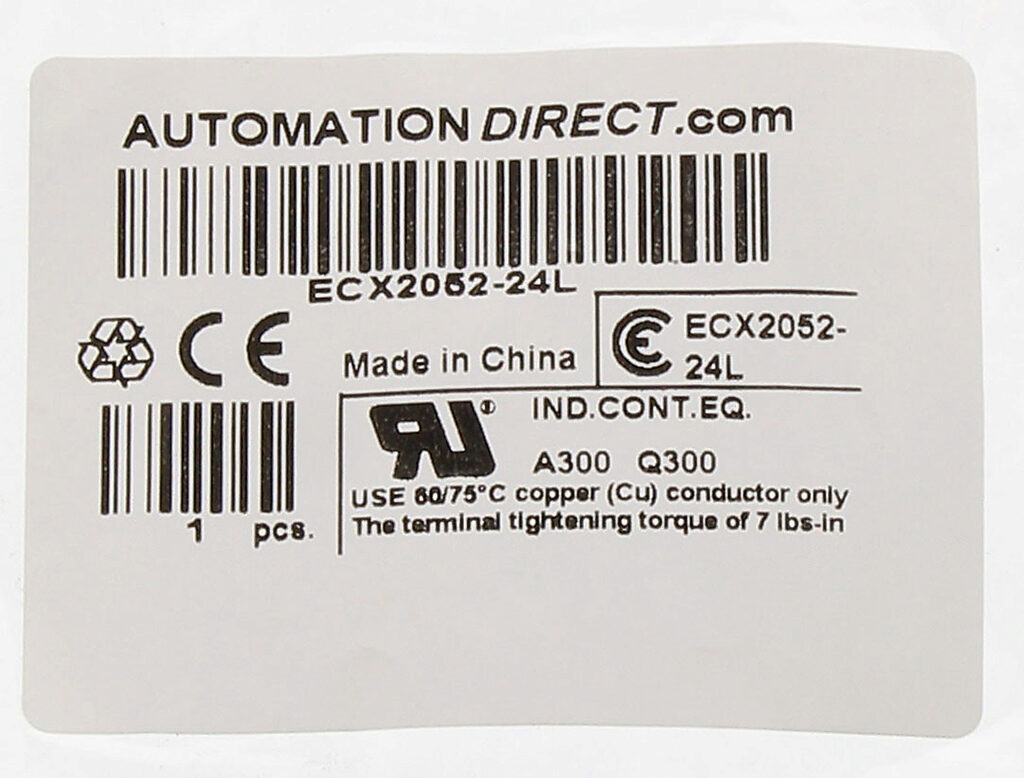 AUTOMATIONDIRECT.com
ECX2052-24L
CE
Made in China
ECX2052-
24L
IND.CONT.EQ.
A300 Q300
USE 60/75°C copper (Cu) conductor only
The terminal tightening torque of 7 lbs-in
1 pcs.